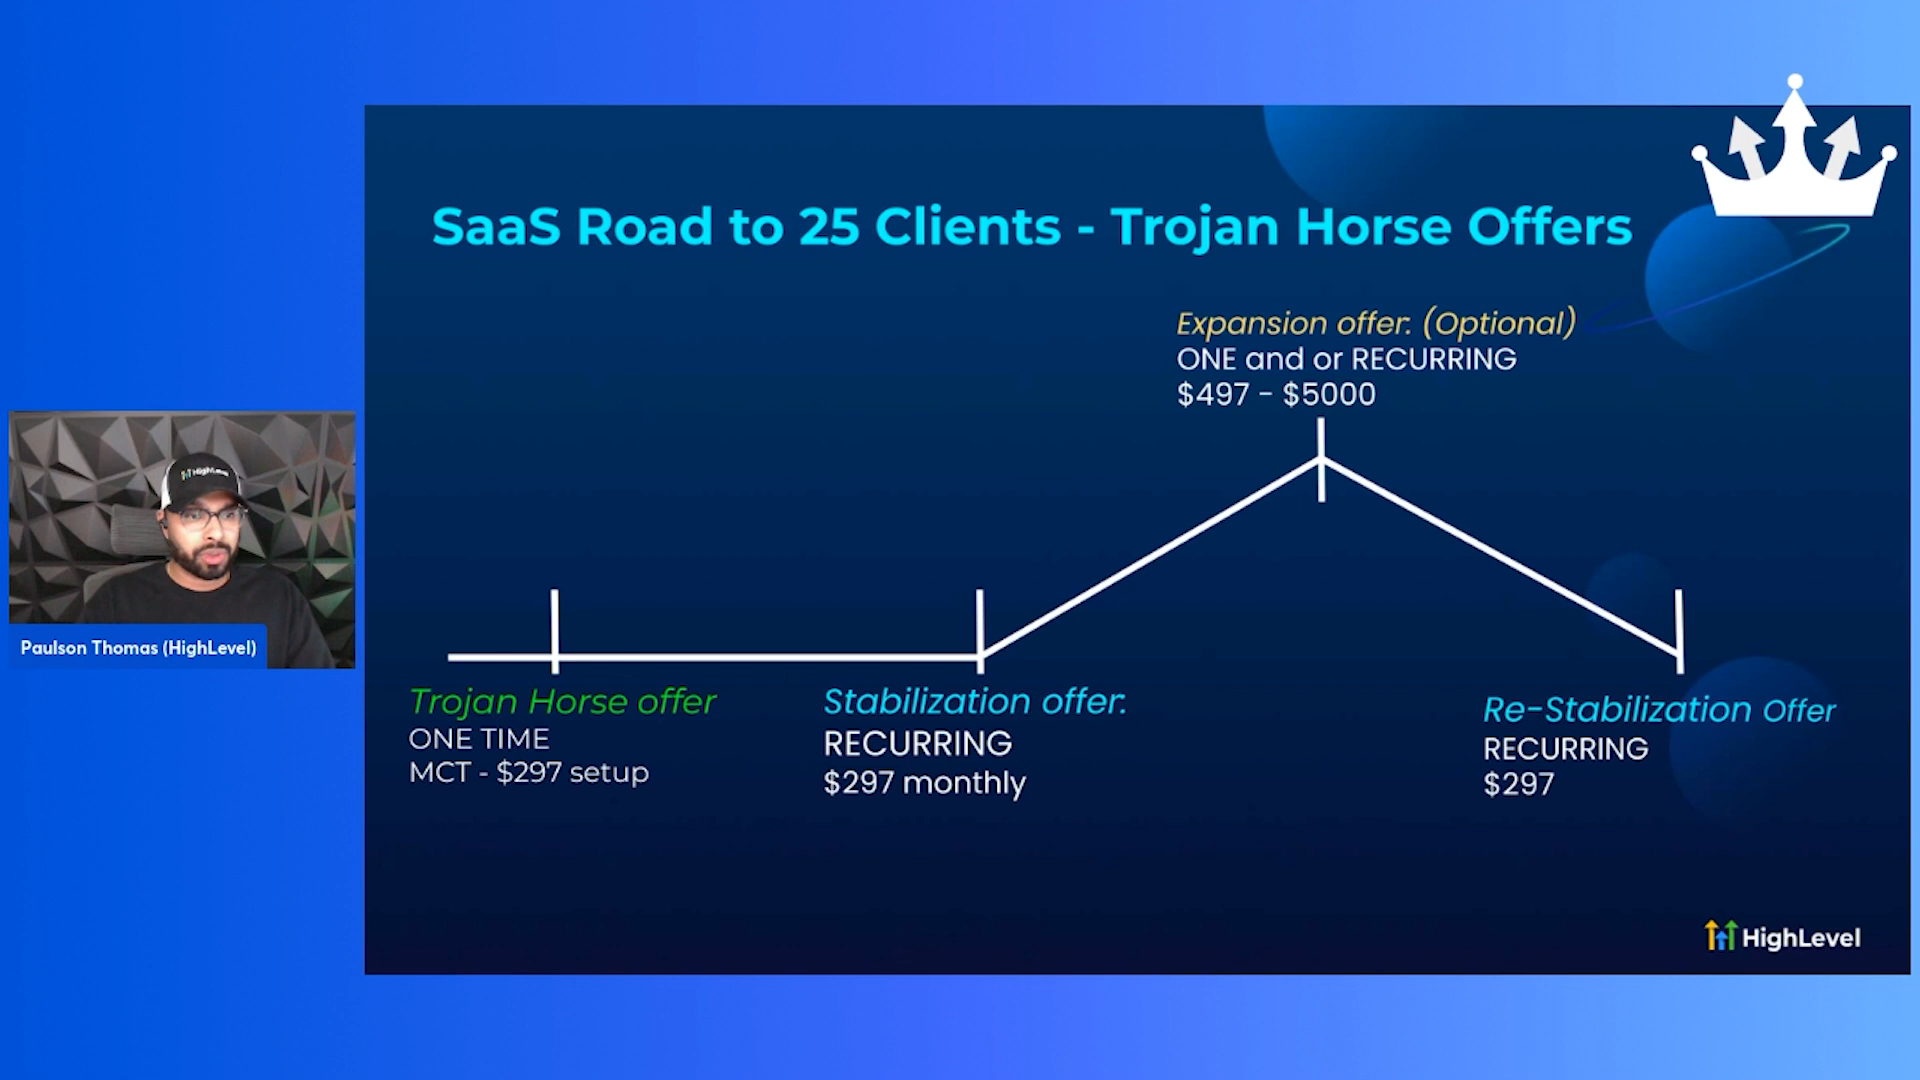 SaaS Road to 25 Clients - Trojan Horse Offers
Expansion offer: (Optional)
ONE and or RECURRING
$497 - $5000
HighLevel
Paulson Thomas (HighLevel)
Trojan Horse offer
ONE TIME
MCT - $297 setup
Stabilization offer:
RECURRING
$297 monthly
Re-Stabilization Offer
RECURRING
$297
HighLevel